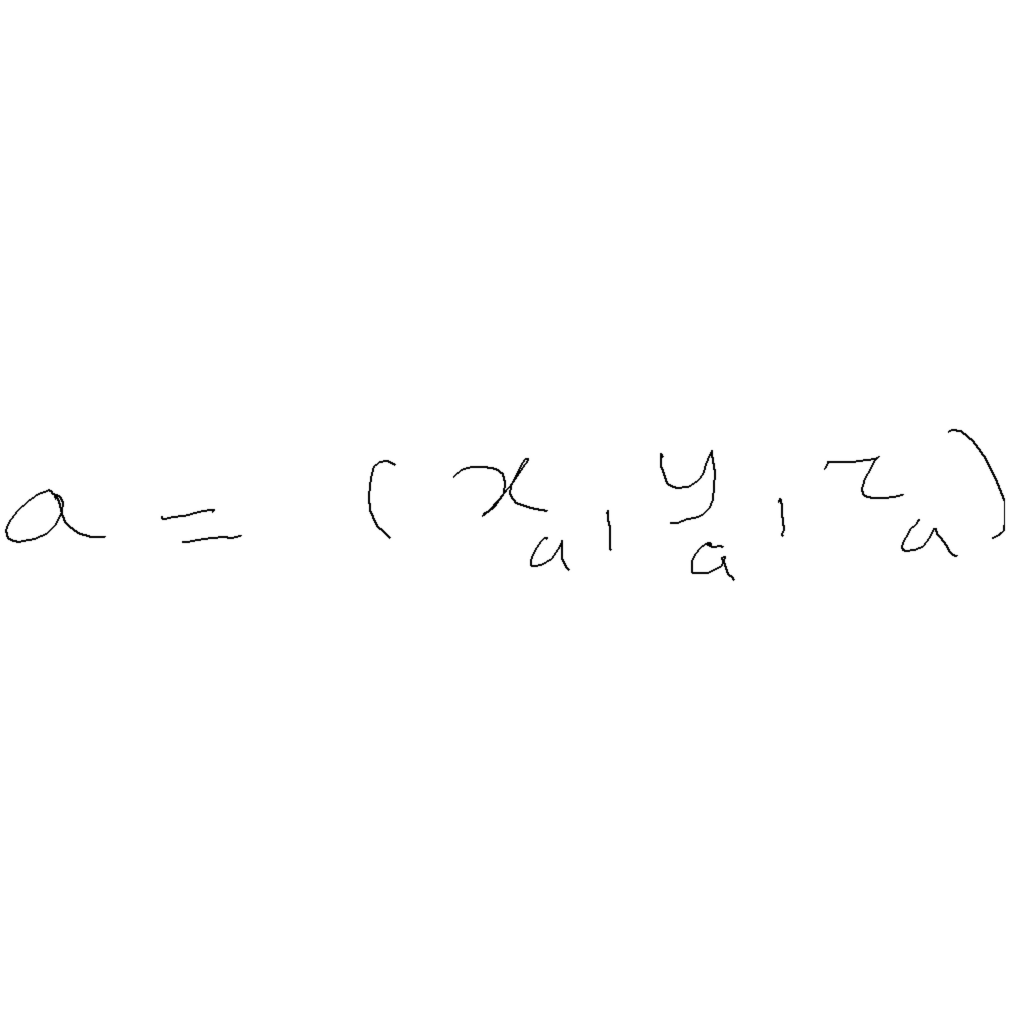 a = (x_a, y_a, z_a)